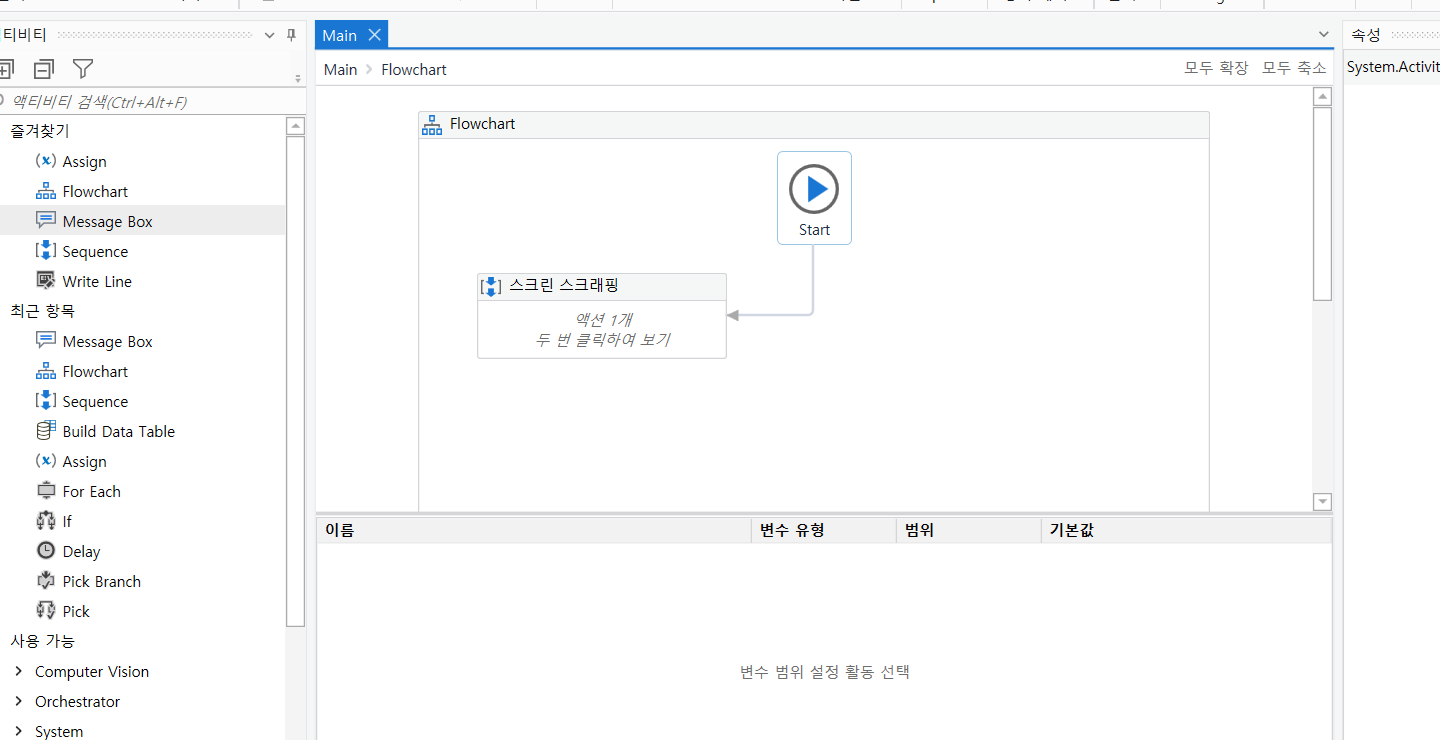 티비티
액티비티 검색(Ctrl+Alt+F)
즐겨찾기
Assign
Flowchart
Message Box
Sequence
Write Line
최근 항목
Message Box
Flowchart
Sequence
Build Data Table
Assign
For Each
If
Delay
Pick Branch
Pick
사용 가능
Computer Vision
Orchestrator
System
Main
Main > Flowchart
모두 확장 모두 축소
Flowchart
Start
스크린 스크래핑
액션 1개
두 번 클릭하여 보기
이름 변수 유형 범위 기본값
변수 범위 설정 활동 선택
속성
System.Activit